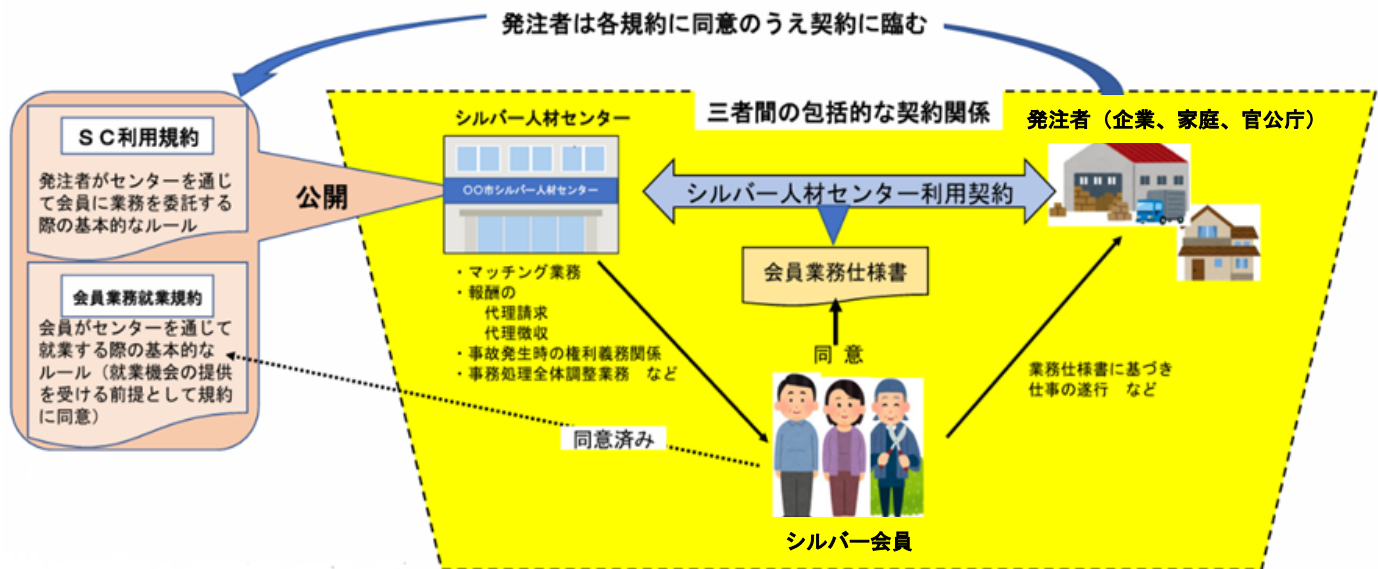 発注者は各規約に同意のうえ契約に臨む
ＳＣ利用規約
発注者がセンターを通じ
て会員に業務を委託する
際の基本的なルール
会員業務就業規約
会員がセンターを通じて
就業する際の基本的な
ルール（就業機会の提供
を受ける前提として規約
に同意）
公開
シルバー人材センター
〇〇市シルバー人材センター
・マッチング業務
・報酬の
代理請求
代理徴収
・事故発生時の権利義務関係
・事務処理全体調整業務　など
三者間の包括的な契約関係
シルバー人材センター利用契約
会員業務仕様書
同 意
発注者（企業、家庭、官公庁）
業務仕様書に基づき
仕事の遂行　など
同意済み
シルバー会員